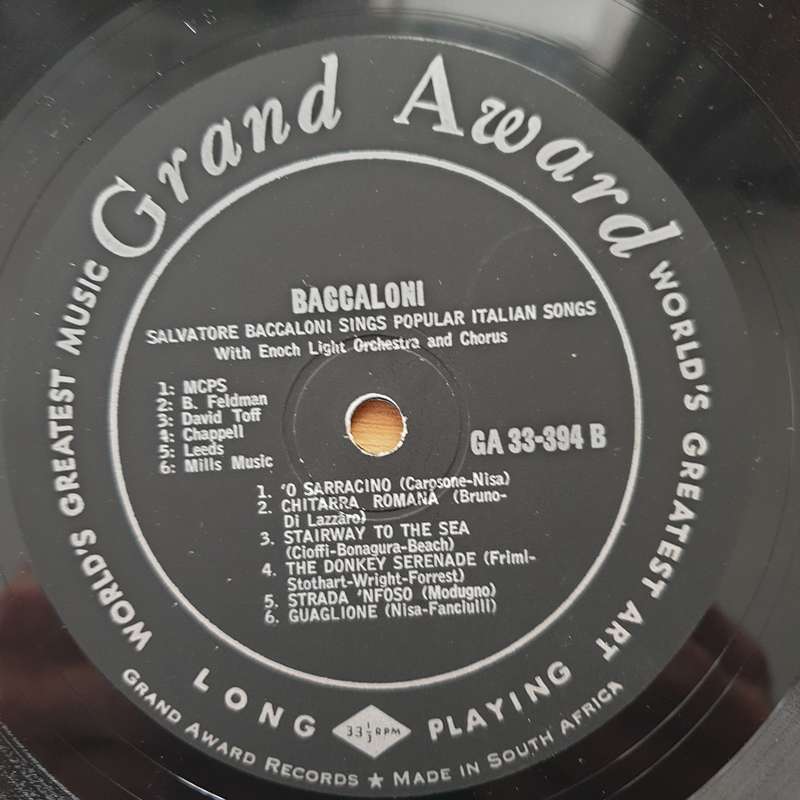 Grand Award
WORLD'S GREATEST MUSIC
WORLD'S GREATEST ART
BACCALONI
SALVATORE BACCALONI SINGS POPULAR ITALIAN SONGS
With Enoch Light Orchestra and Chorus
1: MCPS
2: B. Feldman
3: David Toff
4: Chappell
5: Leeds
6: Mills Music
GA 33-394 B
1. 'O SARRACINO (Carosone-Nisa)
2. CHITARRA ROMANA (Bruno-
Di Lazzaro)
3. STAIRWAY TO THE SEA
(Cioffi-Bonagura-Beach)
4. THE DONKEY SERENADE (Friml-
Stothart-Wright-Forrest)
5. STRADA 'NFOSO (Modugno)
6. GUAGLIONE (Nisa-Fanciulli)
LONG PLAYING
33 1/3 RPM
GRAND AWARD RECORDS ★ MADE IN SOUTH AFRICA